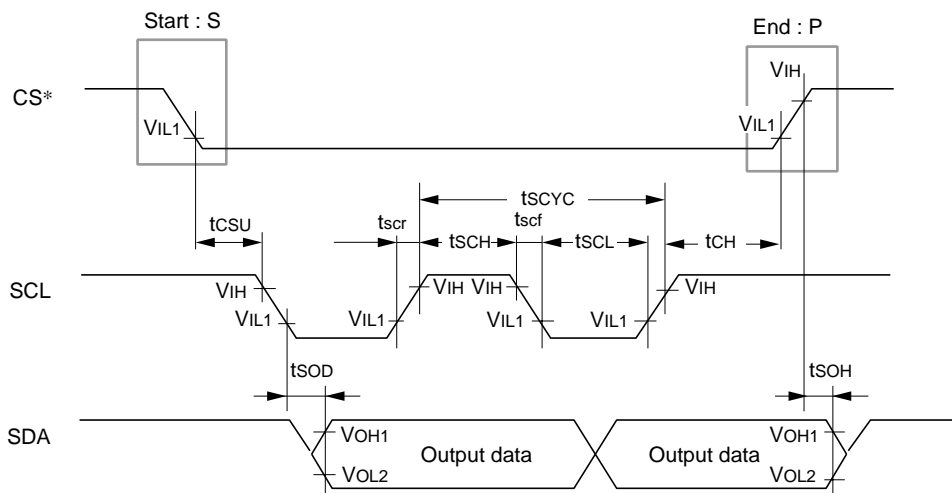 Start : S
End : P
VIH
CS*
VIL1
VIL1
tSCYC
tCSU
tscr
tscf
tSCH
tSCL
tCH
SCL
VIH
VIH
VIH
VIH
VIL1
VIL1
VIL1
VIL1
tSOD
tSOH
SDA
VOH1
VOH1
Output data
Output data
VOL2
VOL2